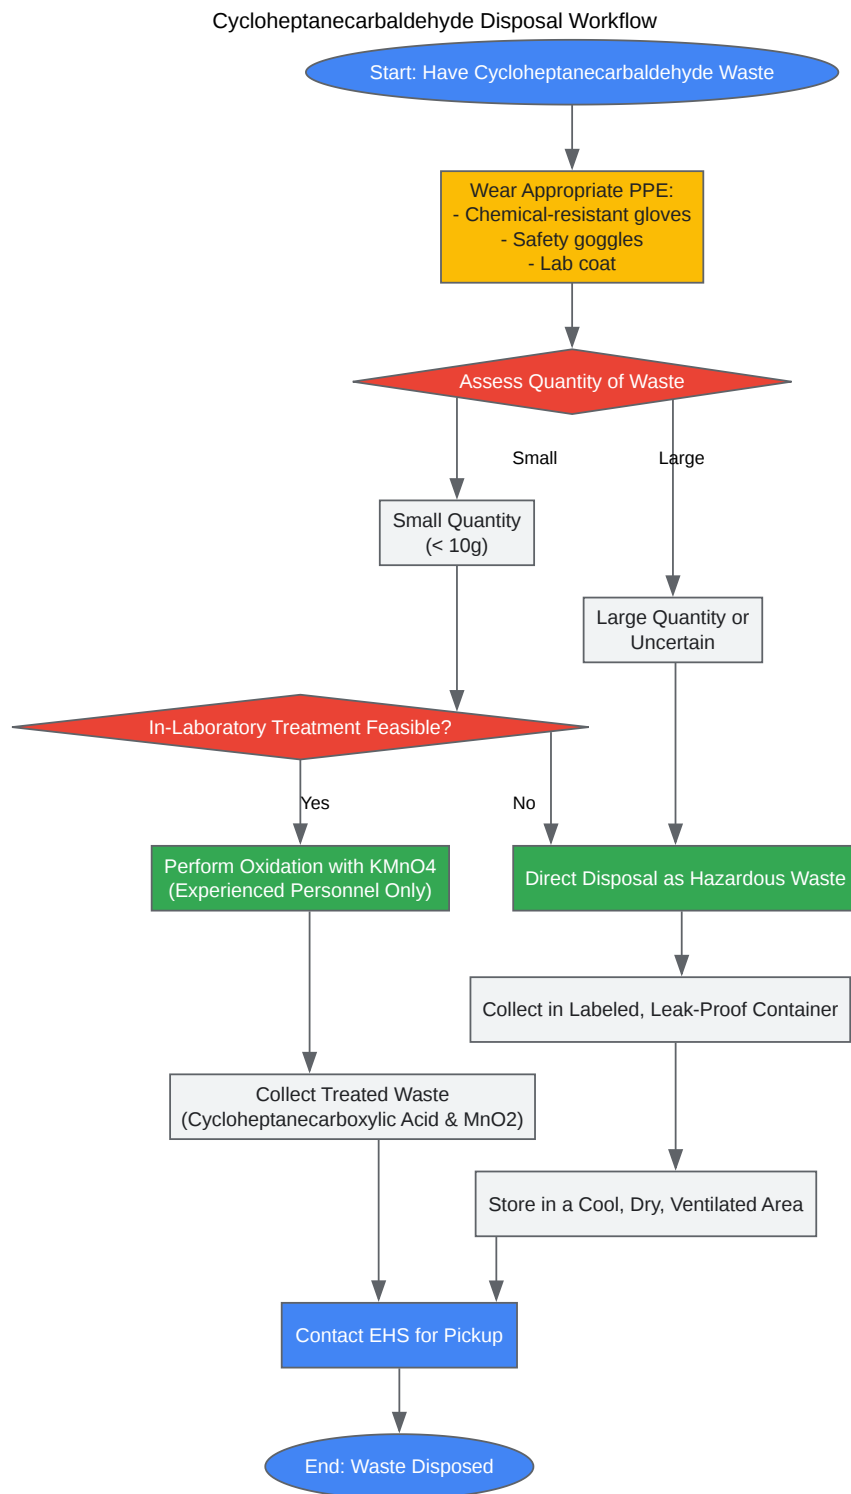 Cycloheptanecarbaldehyde Disposal Workflow
Start: Have Cycloheptanecarbaldehyde Waste
Wear Appropriate PPE:
- Chemical-resistant gloves
- Safety goggles
- Lab coat
Assess Quantity of Waste
Small
Large
Small Quantity
(< 10g)
Large Quantity or
Uncertain
In-Laboratory Treatment Feasible?
Yes
No
Perform Oxidation with KMnO4
(Experienced Personnel Only)
Direct Disposal as Hazardous Waste
Collect in Labeled, Leak-Proof Container
Collect Treated Waste
(Cycloheptanecarboxylic Acid & MnO2)
Store in a Cool, Dry, Ventilated Area
Contact EHS for Pickup
End: Waste Disposed